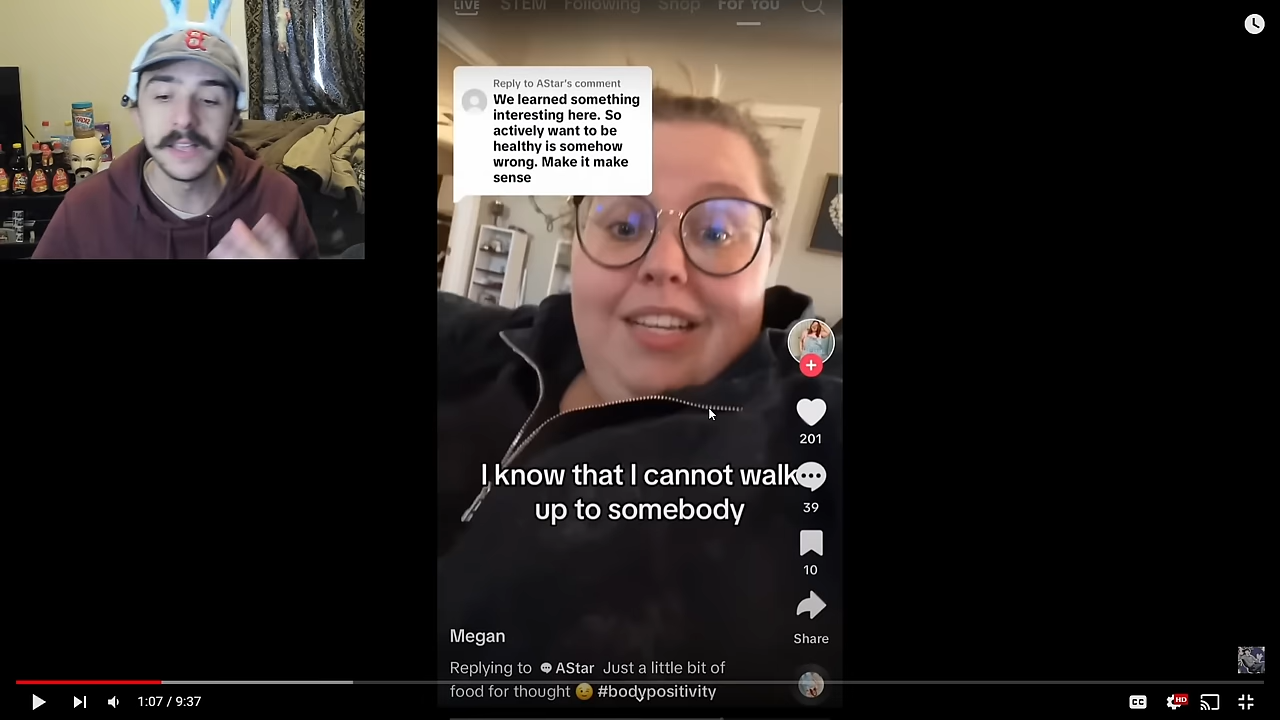 LIVE STEM Following Shop For You
Reply to AStar's comment
We learned something
interesting here. So
actively want to be
healthy is somehow
wrong. Make it make
sense
B
I know that I cannot walk
up to somebody
201
39
10
Share
Megan
Replying to AStar Just a little bit of
food for thought 😉 #bodypositivity
1:07 / 9:37
CC
HD